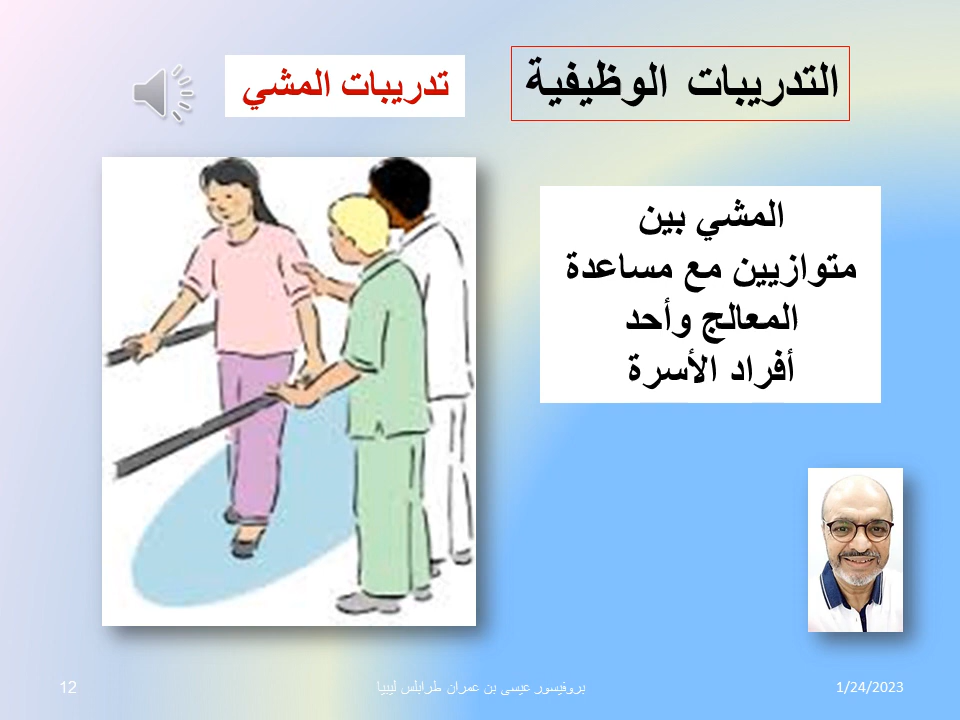 التدريبات الوظيفية
تدريبات المشي
المشي بين
متوازيين مع مساعدة
المعالج وأحد
أفراد الأسرة
1/24/2023
بروفيسور عيسى بن عمران طرابلس ليبيا
12